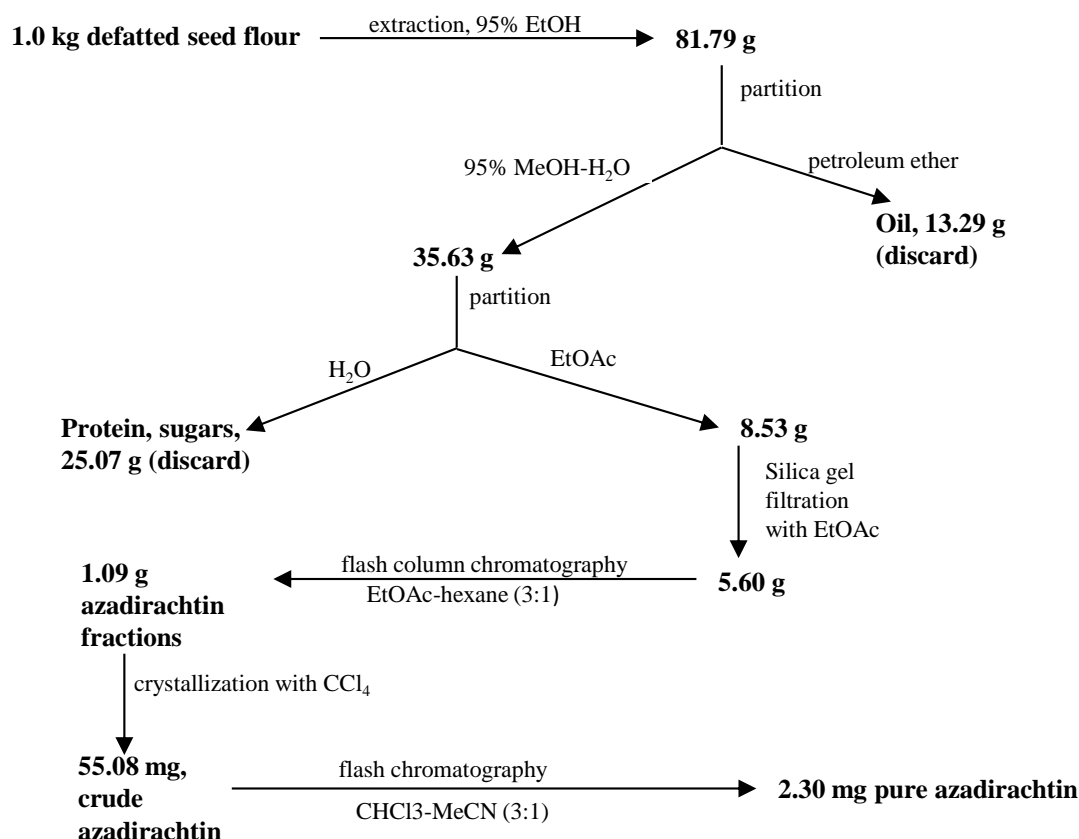 1.0 kg defatted seed flour
extraction, 95% EtOH
81.79 g
partition
95% MeOH-H₂O
petroleum ether
Oil, 13.29 g
(discard)
35.63 g
partition
H₂O
EtOAc
Protein, sugars,
25.07 g (discard)
8.53 g
Silica gel
filtration
with EtOAc
5.60 g
flash column chromatography
EtOAc-hexane (3:1)
1.09 g
azadirachtin
fractions
crystallization with CCl₄
55.08 mg,
crude
azadirachtin
flash chromatography
CHCl3-MeCN (3:1)
2.30 mg pure azadirachtin